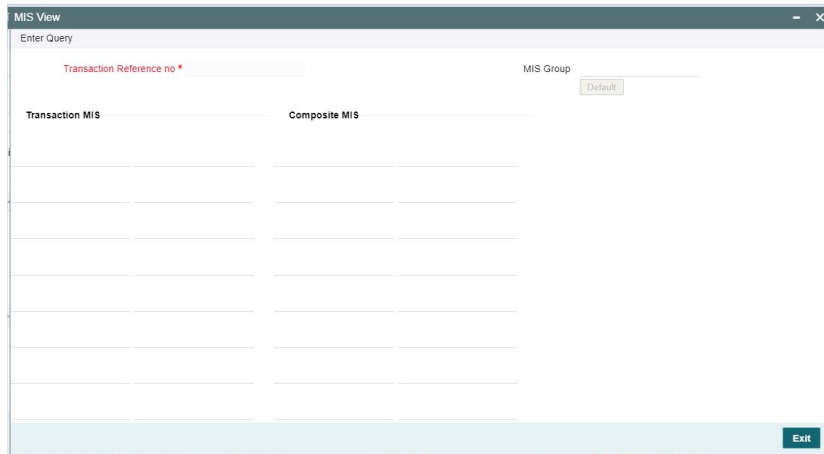 MIS View
Enter Query
Transaction Reference no *
MIS Group
Default
Transaction MIS
Composite MIS
Exit